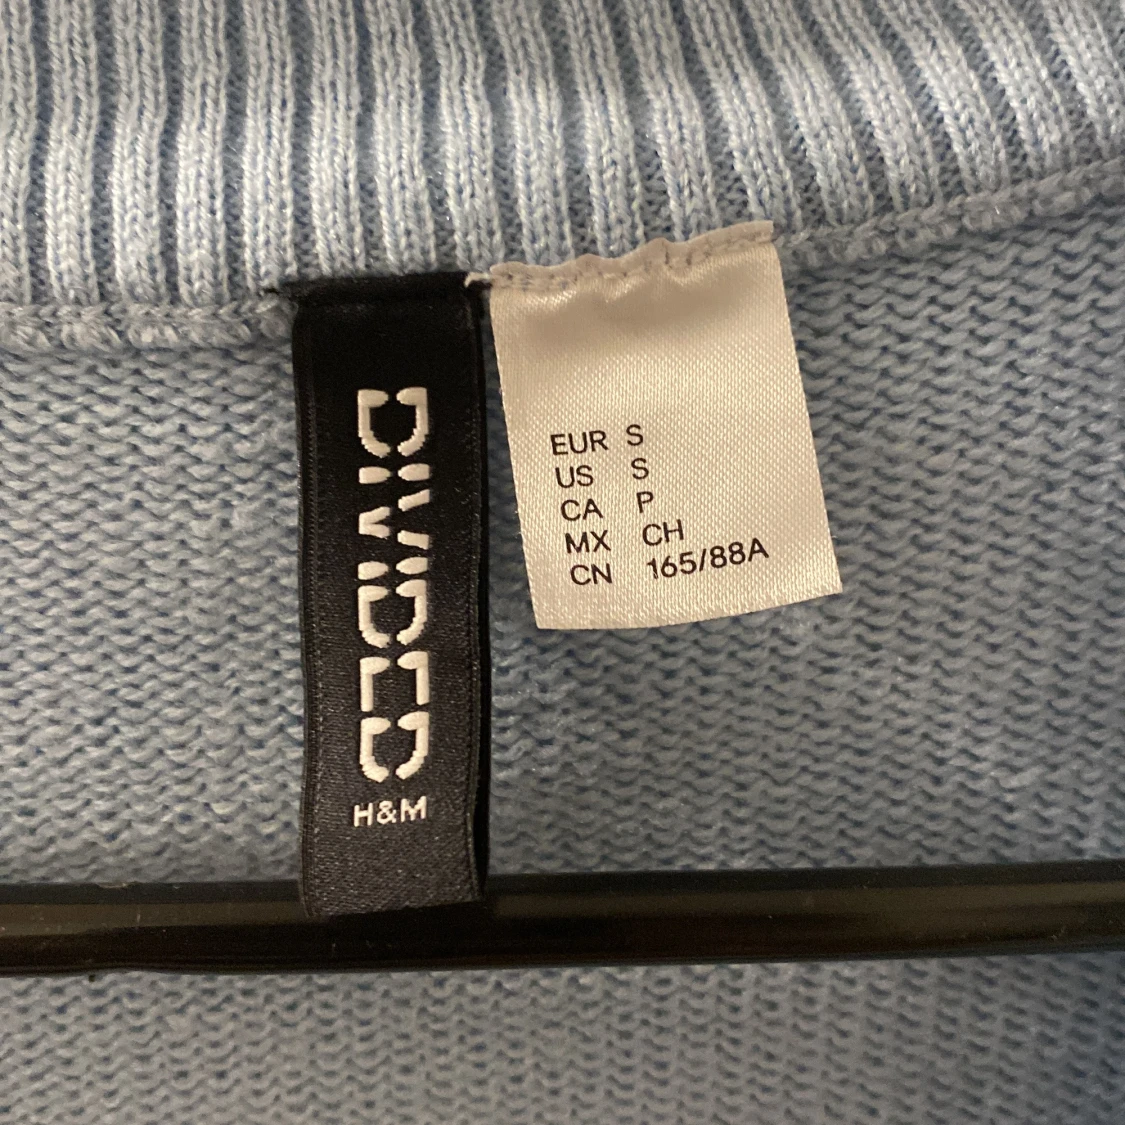 DIVIDED
H&M
EUR S
US S
CA P
MX CH
CN 165/88A